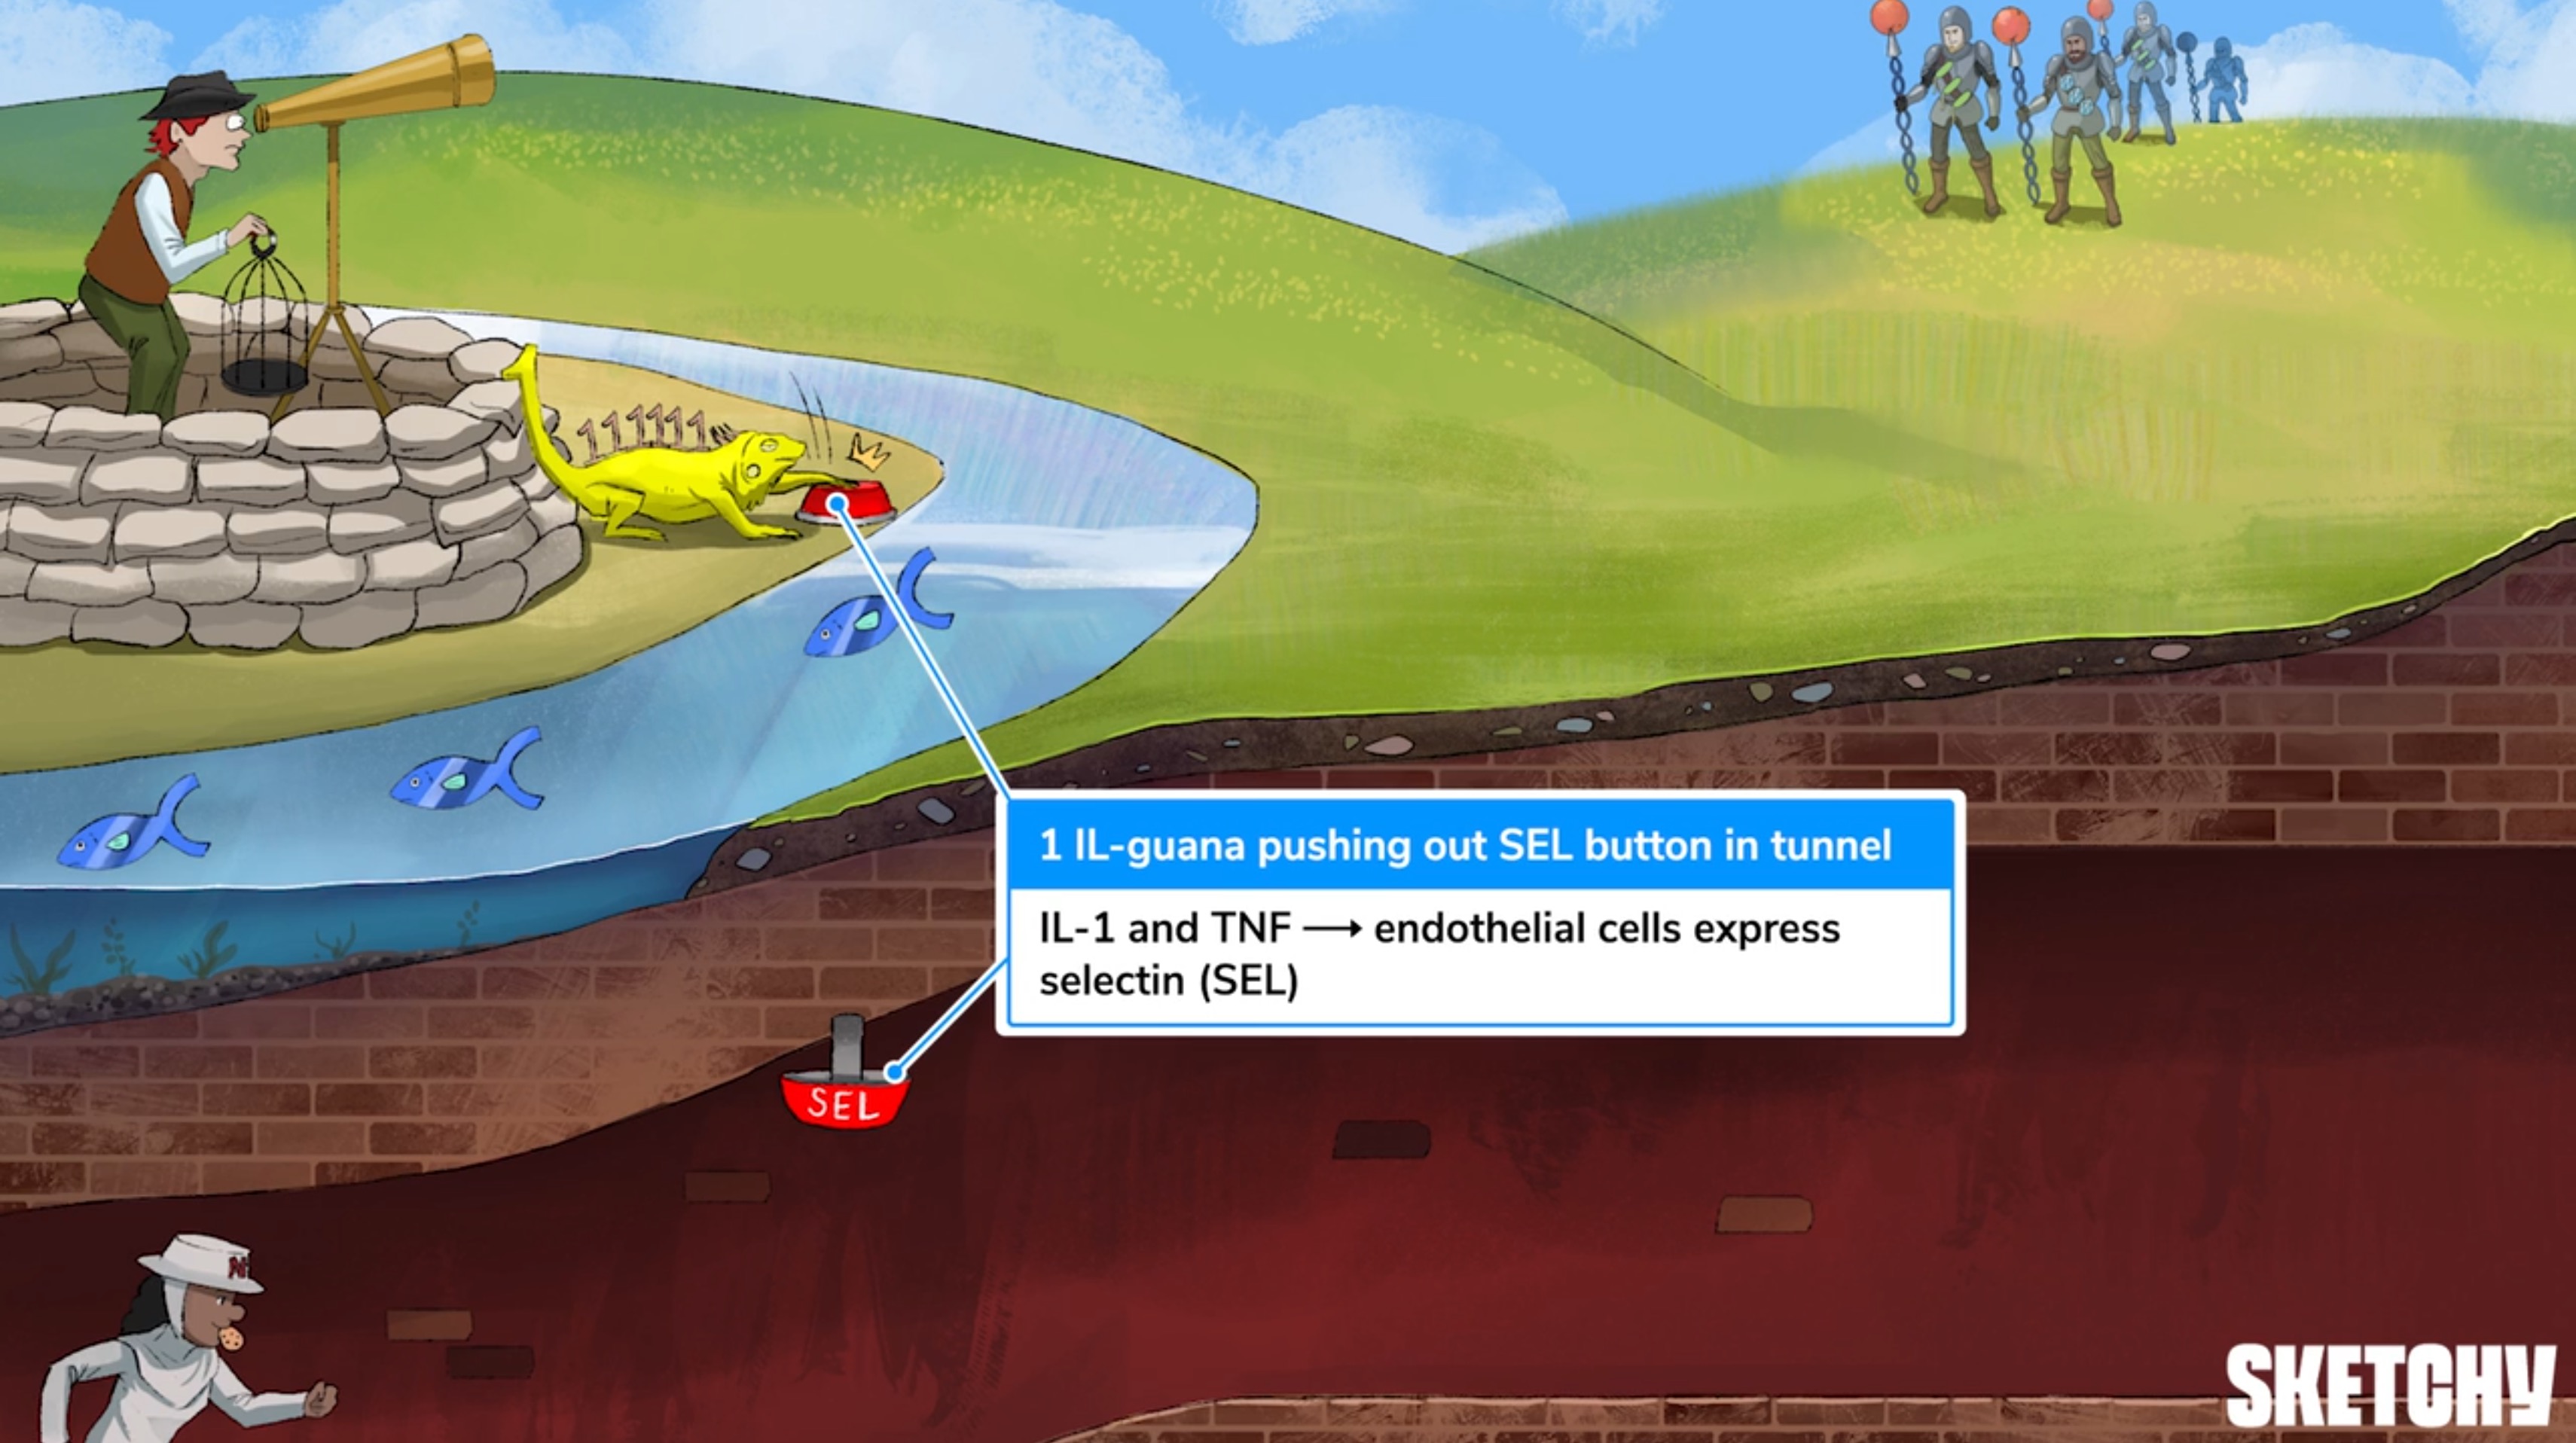 111111
1 IL-guana pushing out SEL button in tunnel
IL-1 and TNF ⟶ endothelial cells express
selectin (SEL)
SEL
N
SKETCHY